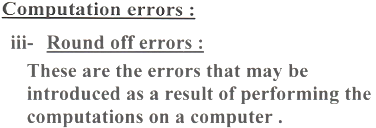 Computation errors :
iii- Round off errors :
These are the errors that may be
introduced as a result of performing the
computations on a computer .